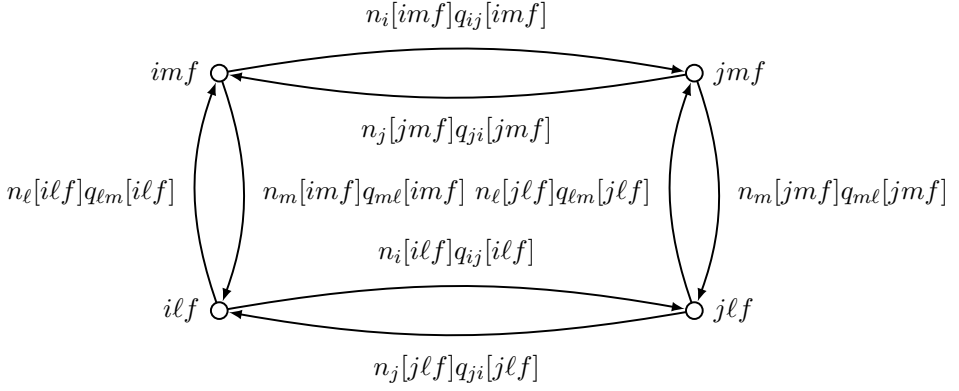 n_i[imf]q_{ij}[imf]
imf
jmf
n_j[jmf]q_{ji}[jmf]
n_ℓ[iℓf]q_{ℓm}[iℓf]
n_m[imf]q_{mℓ}[imf]
n_ℓ[jℓf]q_{ℓm}[jℓf]
n_m[jmf]q_{mℓ}[jmf]
n_i[iℓf]q_{ij}[iℓf]
iℓf
jℓf
n_j[jℓf]q_{ji}[jℓf]